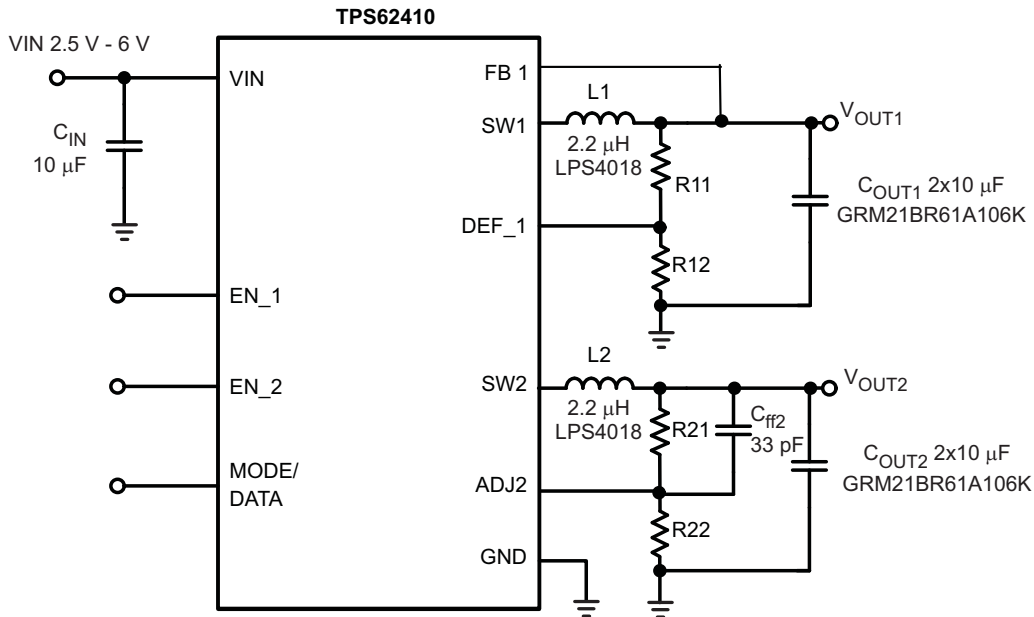 TPS62410
VIN 2.5 V - 6 V
VIN
C_IN
10 μF
EN_1
EN_2
MODE/
DATA
FB 1
SW1
DEF_1
SW2
ADJ2
GND
L1
2.2 μH
LPS4018
R11
R12
V_OUT1
C_OUT1 2x10 μF
GRM21BR61A106K
L2
2.2 μH
LPS4018
R21
R22
C_ff2
33 pF
V_OUT2
C_OUT2 2x10 μF
GRM21BR61A106K